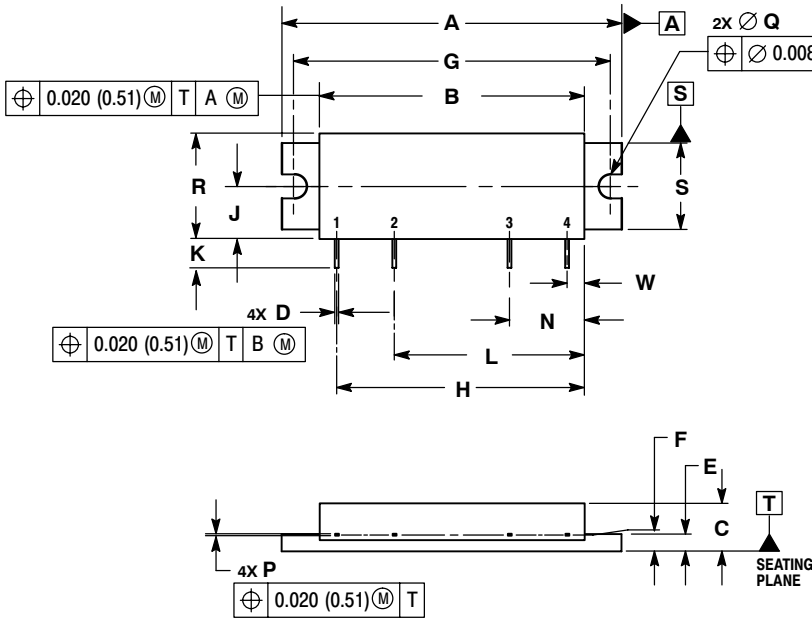 A
A
2X ∅ Q
⌖ ∅ 0.008
G
⌖ 0.020 (0.51) Ⓜ T A Ⓜ
B
S
R
J
S
1 2 3 4
K
W
4X D
N
⌖ 0.020 (0.51) Ⓜ T B Ⓜ
L
H
F
E
T
C
4X P
SEATING
PLANE
⌖ 0.020 (0.51) Ⓜ T